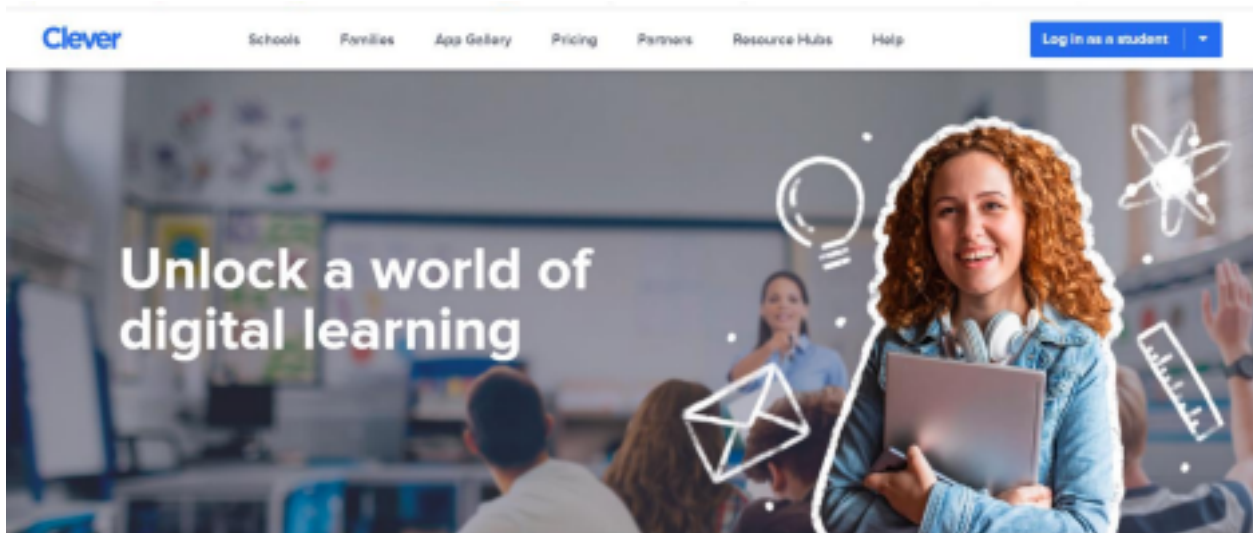 Clever
Schools Families App Gallery Pricing Partners Resource Hubs Help
Log in as a student
Unlock a world of
digital learning